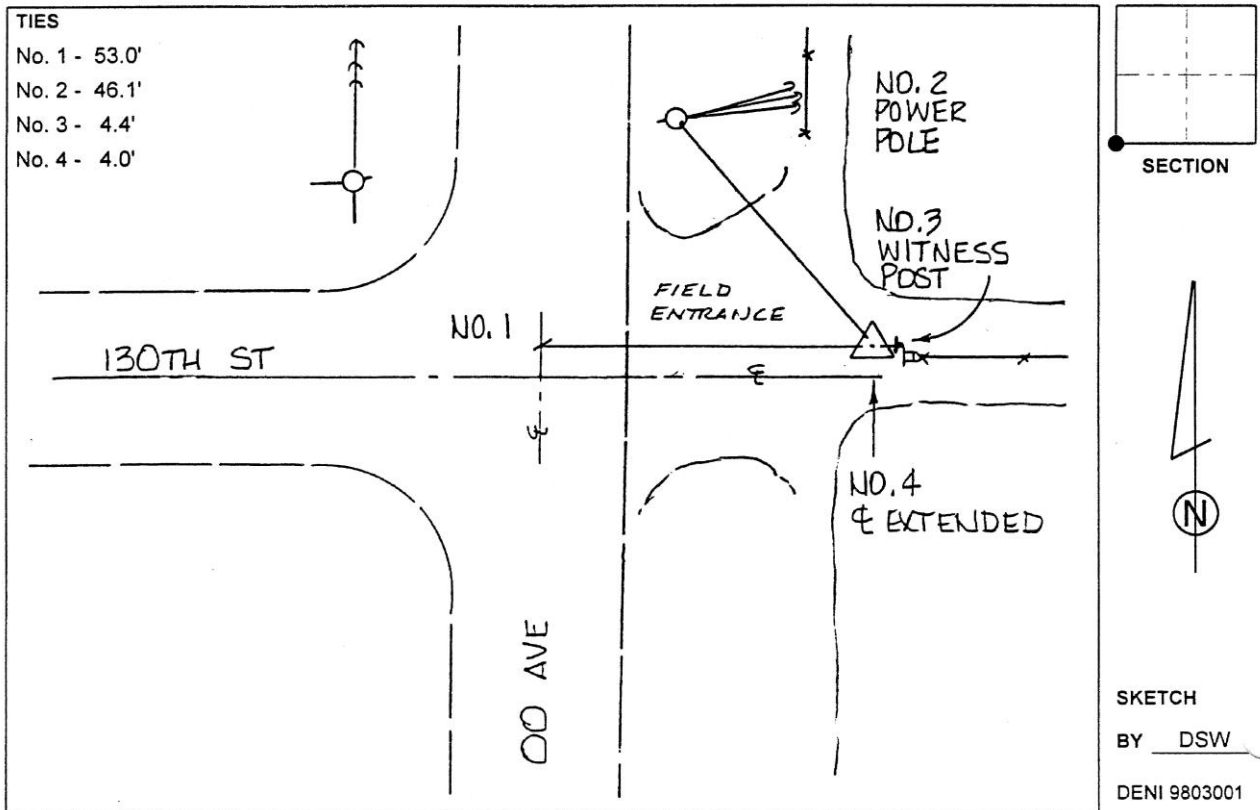 TIES
No. 1 - 53.0'
No. 2 - 46.1'
No. 3 - 4.4'
No. 4 - 4.0'
NO. 2
POWER
POLE
SECTION
NO.3
WITNESS
POST
FIELD
ENTRANCE
NO. 1
130TH ST
℄
℄
NO.4
℄ EXTENDED
N
OO AVE
SKETCH
BY DSW
DENI 9803001